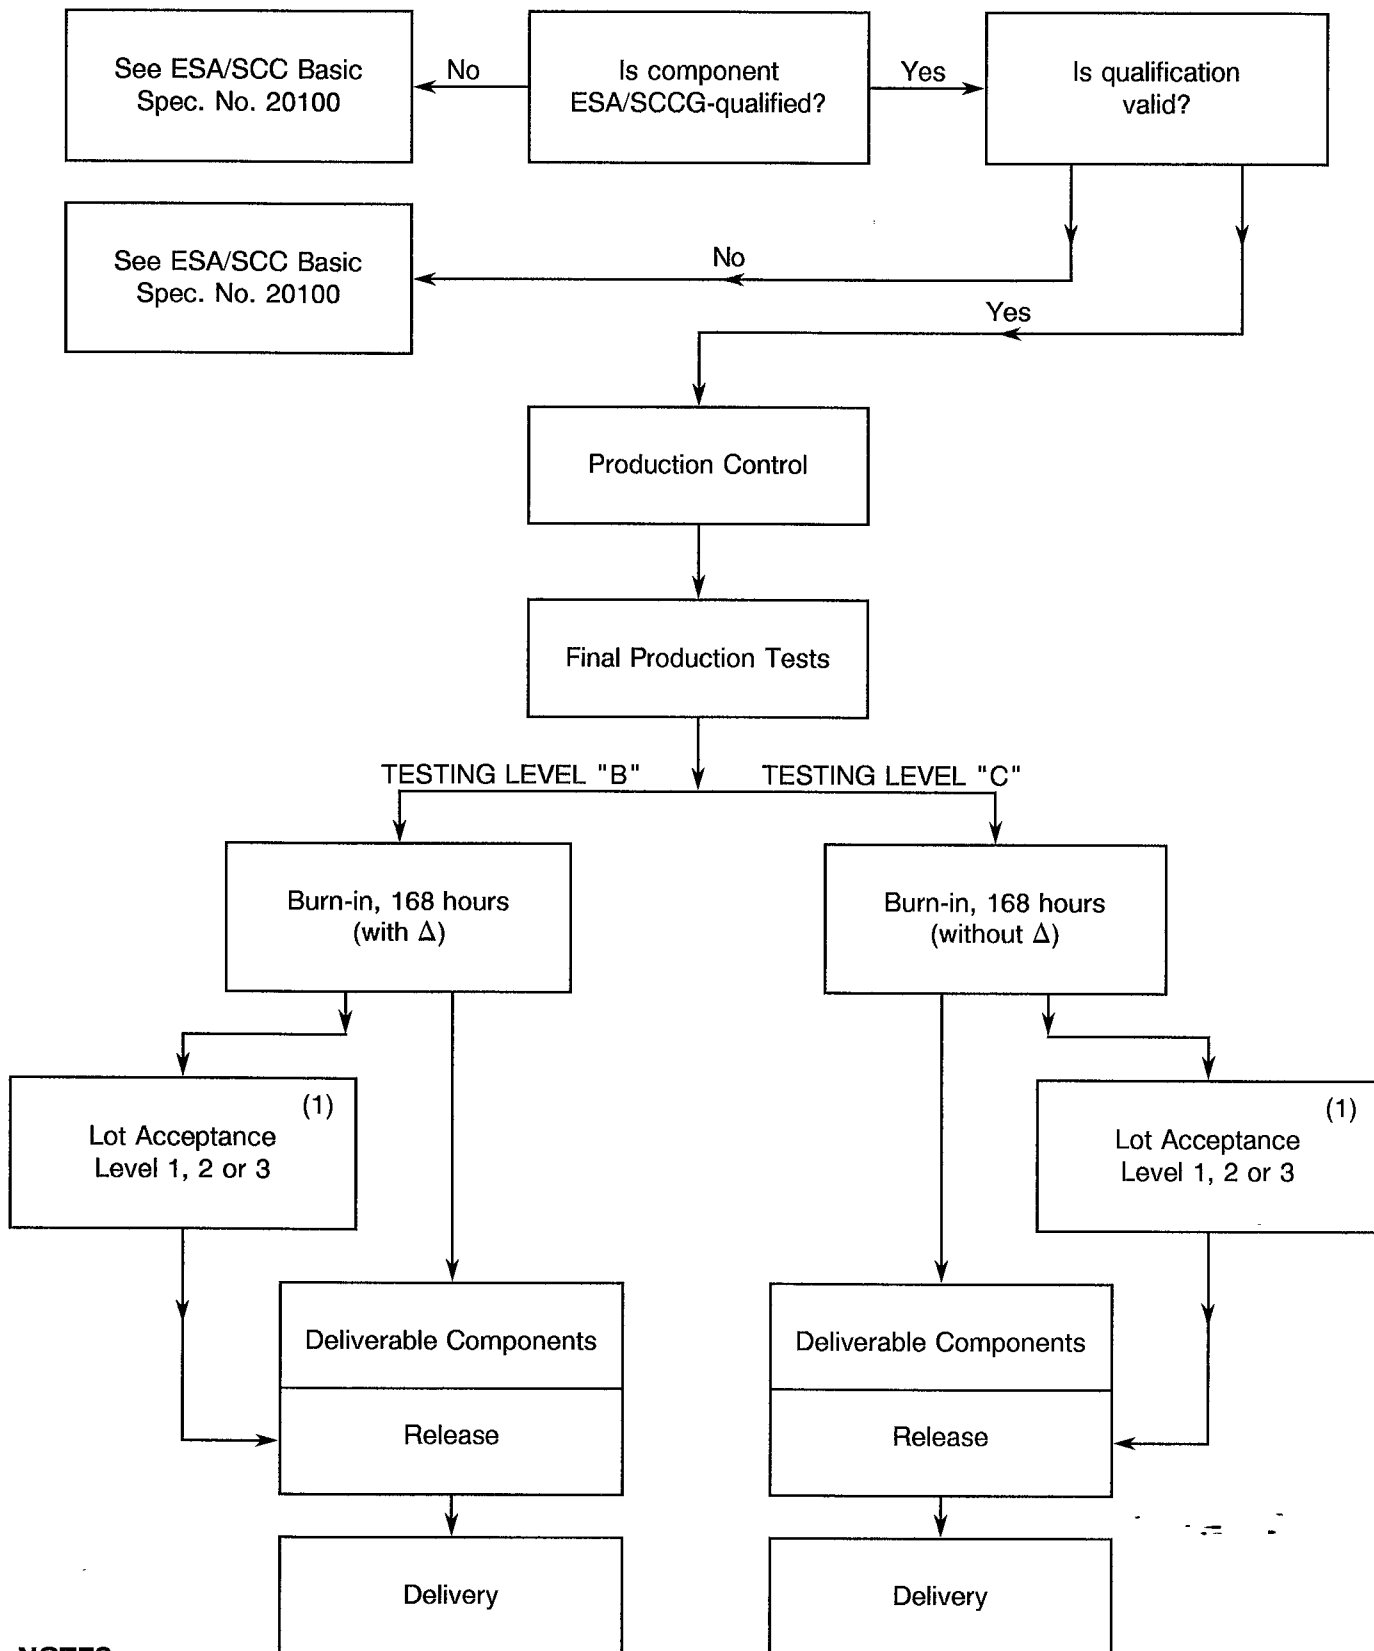 See ESA/SCC Basic
Spec. No. 20100
No
Is component
ESA/SCCG-qualified?
Yes
Is qualification
valid?
See ESA/SCC Basic
Spec. No. 20100
No
Yes
Production Control
Final Production Tests
TESTING LEVEL "B"
TESTING LEVEL "C"
Burn-in, 168 hours
(with Δ)
Burn-in, 168 hours
(without Δ)
(1)
Lot Acceptance
Level 1, 2 or 3
(1)
Lot Acceptance
Level 1, 2 or 3
Deliverable Components
Release
Deliverable Components
Release
Delivery
Delivery
NOTES